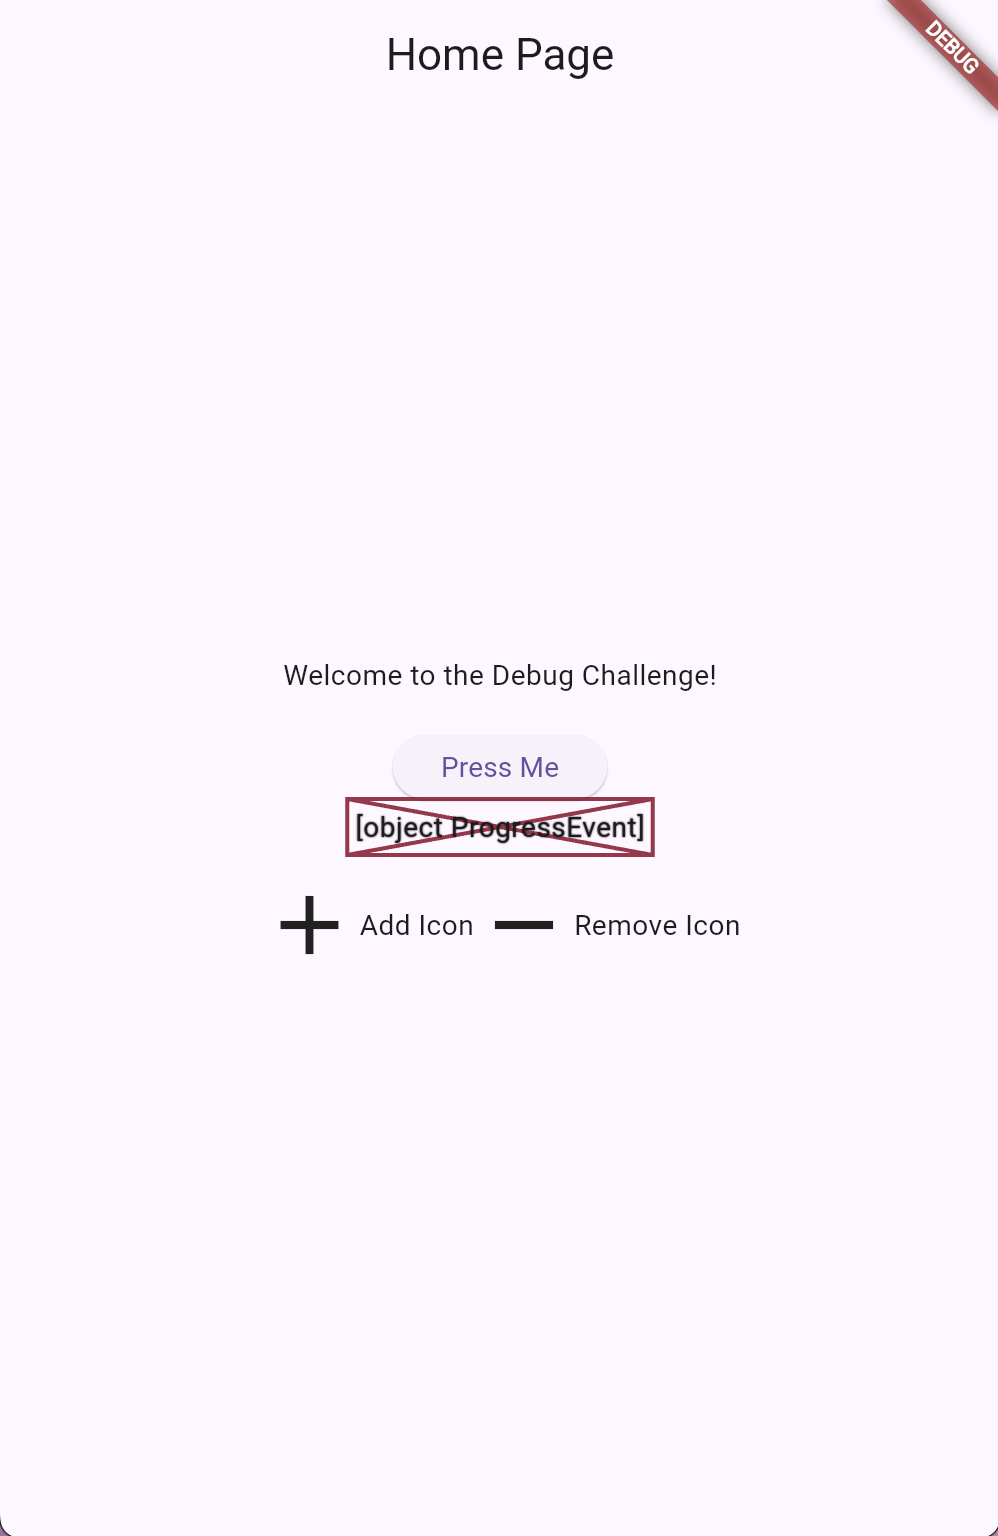 Home Page
DEBUG
Welcome to the Debug Challenge!
Press Me
[object ProgressEvent]
Add Icon Remove Icon